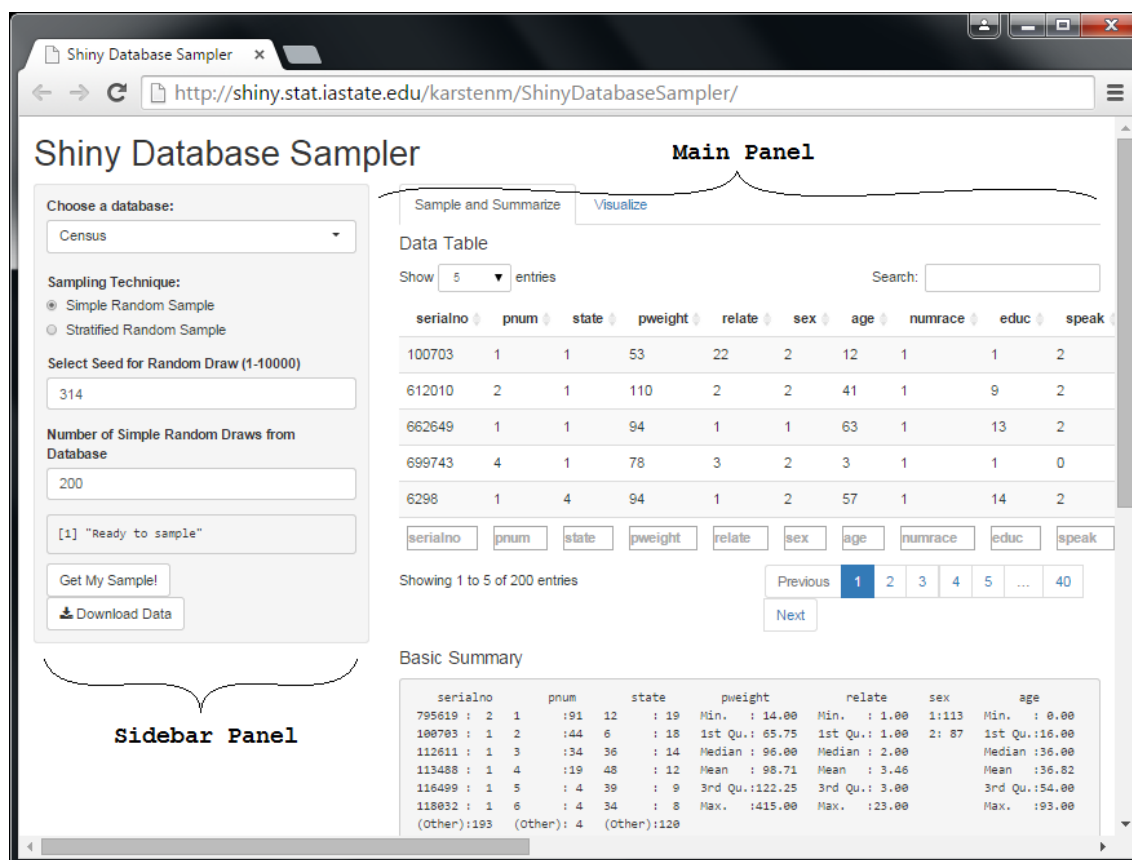 Shiny Database Sampler ×
http://shiny.stat.iastate.edu/karstenm/ShinyDatabaseSampler/
Shiny Database Sampler
Main Panel
Choose a database:
Census
Sampling Technique:
Simple Random Sample
Stratified Random Sample
Select Seed for Random Draw (1-10000)
314
Number of Simple Random Draws from
Database
200
[1] "Ready to sample"
Get My Sample!
Download Data
Sidebar Panel
Sample and Summarize Visualize
Data Table
Show 5 entries Search:
serialno pnum state pweight relate sex age numrace educ speak
100703 1 1 53 22 2 12 1 1 2
612010 2 1 110 2 2 41 1 9 2
662649 1 1 94 1 1 63 1 13 2
699743 4 1 78 3 2 3 1 1 0
6298 1 4 94 1 2 57 1 14 2
serialno pnum state pweight relate sex age numrace educ speak
Showing 1 to 5 of 200 entries Previous 1 2 3 4 5 ... 40
Next
Basic Summary
serialno pnum state pweight relate sex age
795619 : 2 1 :91 12 : 19 Min. : 14.00 Min. : 1.00 1:113 Min. : 0.00
100703 : 1 2 :44 6 : 18 1st Qu.: 65.75 1st Qu.: 1.00 2: 87 1st Qu.:16.00
112611 : 1 3 :34 36 : 14 Median : 96.00 Median : 2.00 Median :36.00
113488 : 1 4 :19 48 : 12 Mean : 98.71 Mean : 3.46 Mean :36.82
116499 : 1 5 : 4 39 : 9 3rd Qu.:122.25 3rd Qu.: 3.00 3rd Qu.:54.00
118032 : 1 6 : 4 34 : 8 Max. :415.00 Max. :23.00 Max. :93.00
(Other):193 (Other): 4 (Other):120